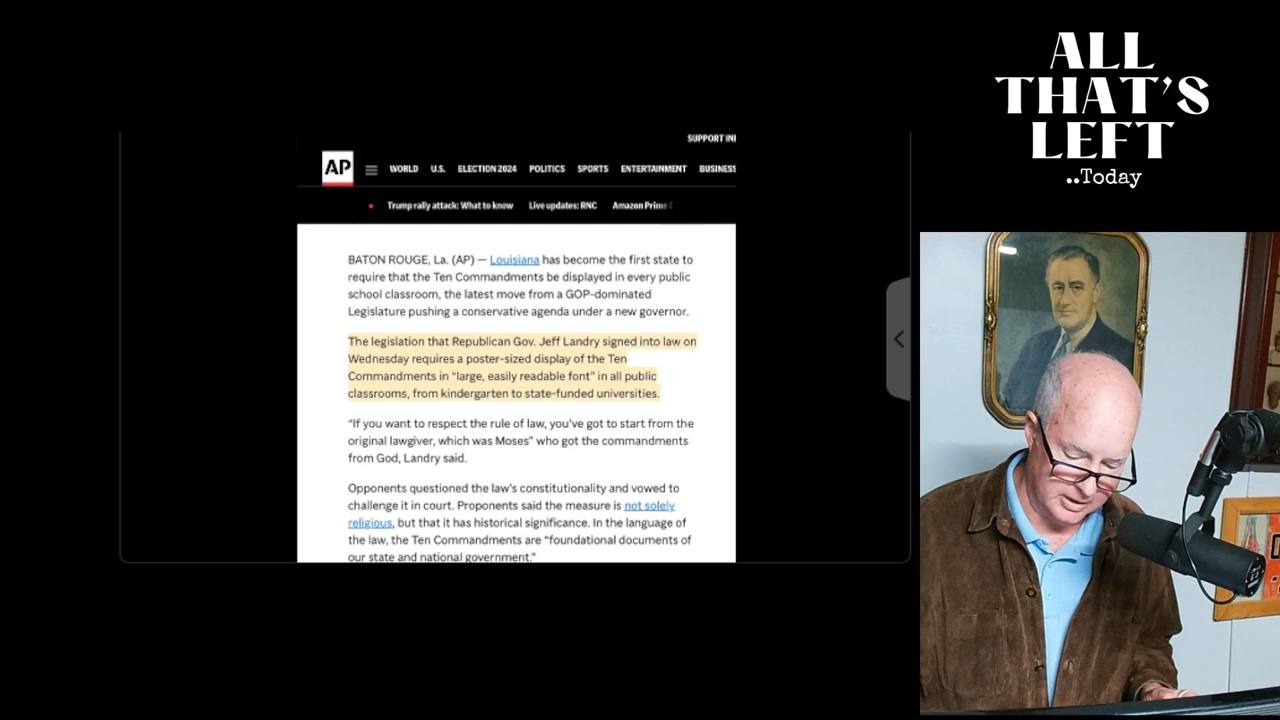 ALL
THAT'S
LEFT
..Today
SUPPORT
AP
WORLD U.S. ELECTION 2024 POLITICS SPORTS ENTERTAINMENT BUSINESS
Trump rally attack: What to know Live updates: RNC Amazon Prime
BATON ROUGE, La. (AP) — Louisiana has become the first state to
require that the Ten Commandments be displayed in every public
school classroom, the latest move from a GOP-dominated
Legislature pushing a conservative agenda under a new governor.
The legislation that Republican Gov. Jeff Landry signed into law on
Wednesday requires a poster-sized display of the Ten
Commandments in “large, easily readable font” in all public
classrooms, from kindergarten to state-funded universities.
“If you want to respect the rule of law, you’ve got to start from the
original lawgiver, which was Moses” who got the commandments
from God, Landry said.
Opponents questioned the law’s constitutionality and vowed to
challenge it in court. Proponents said the measure is not solely
religious, but that it has historical significance. In the language of
the law, the Ten Commandments are “foundational documents of
our state and national government.”